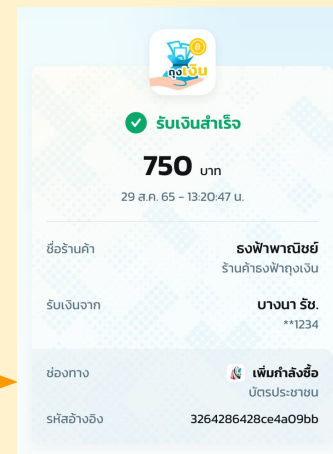 ถุงเงิน
รับเงินสำเร็จ
750 บาท
29 ส.ค. 65 - 13:20:47 น.
ชื่อร้านค้า ธงฟ้าพาณิชย์
ร้านค้าธงฟ้าถุงเงิน
รับเงินจาก บางนา รัช.
**1234
ช่องทาง เพิ่มกำลังซื้อ
บัตรประชาชน
รหัสอ้างอิง 3264286428ce4a09bb